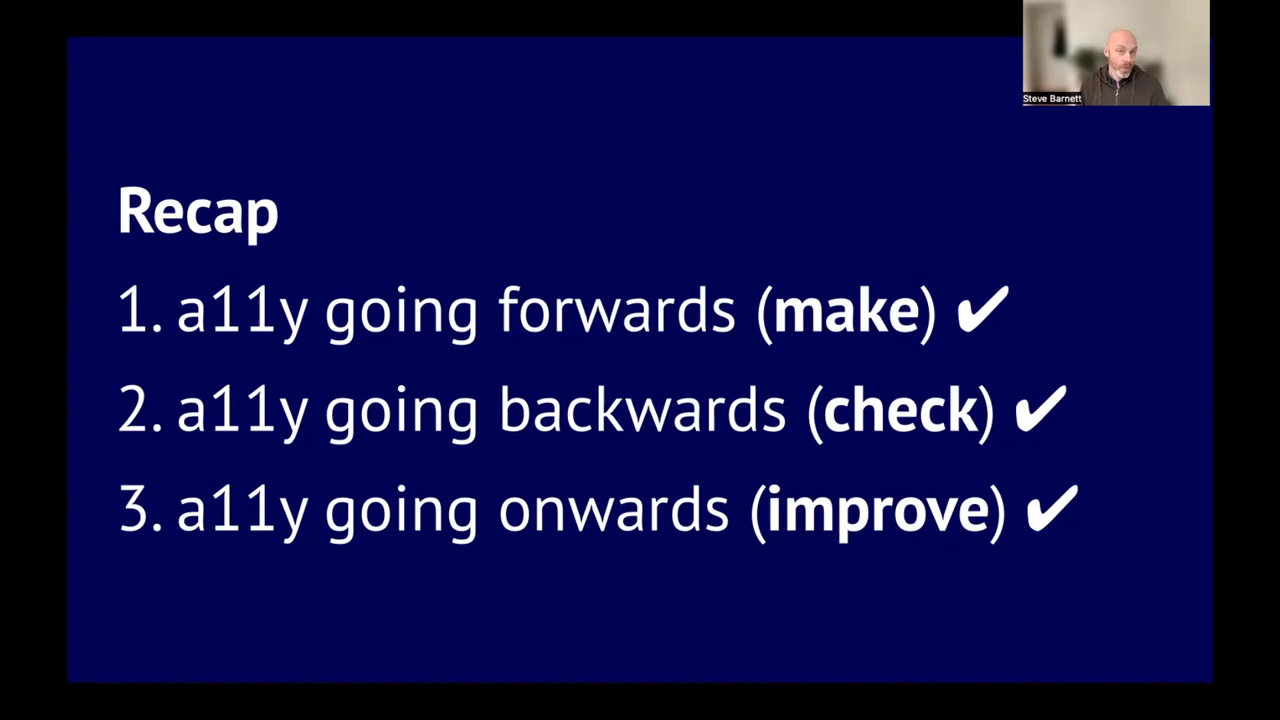 Steve Barnett
Recap
1. a11y going forwards (make) ✔
2. a11y going backwards (check) ✔
3. a11y going onwards (improve) ✔